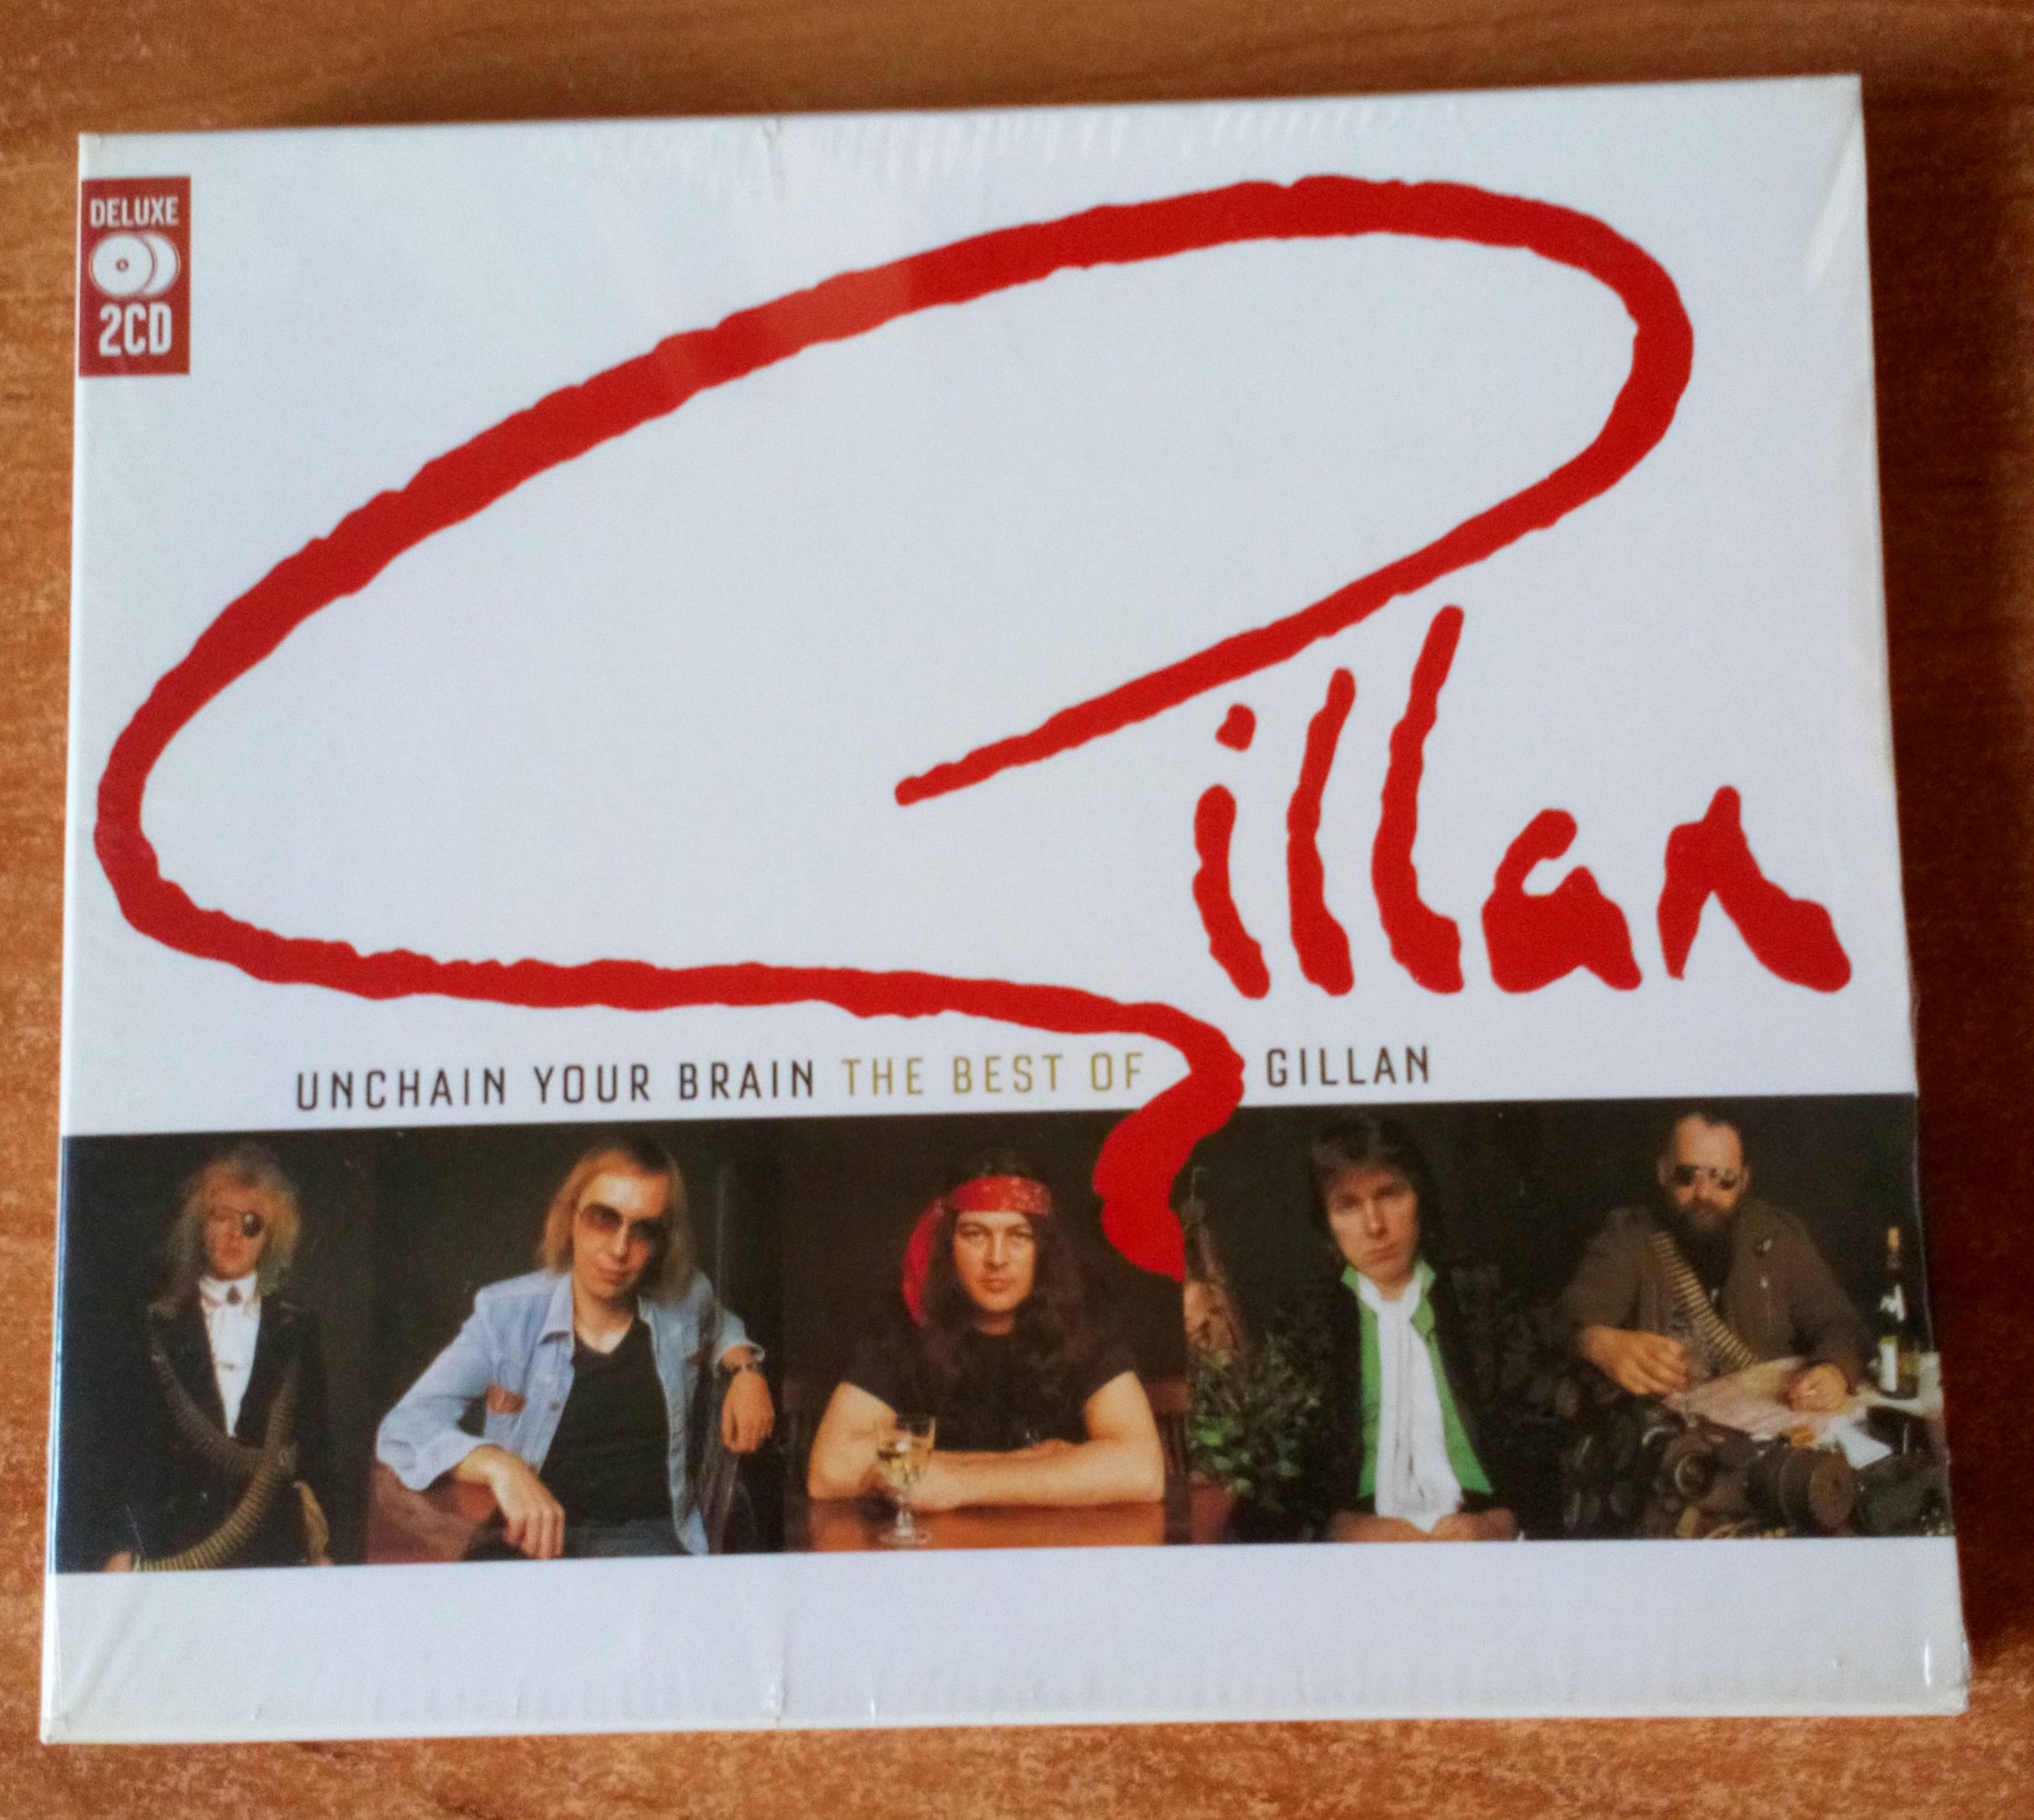 DELUXE
2CD
Gillan
UNCHAIN YOUR BRAIN THE BEST OF GILLAN